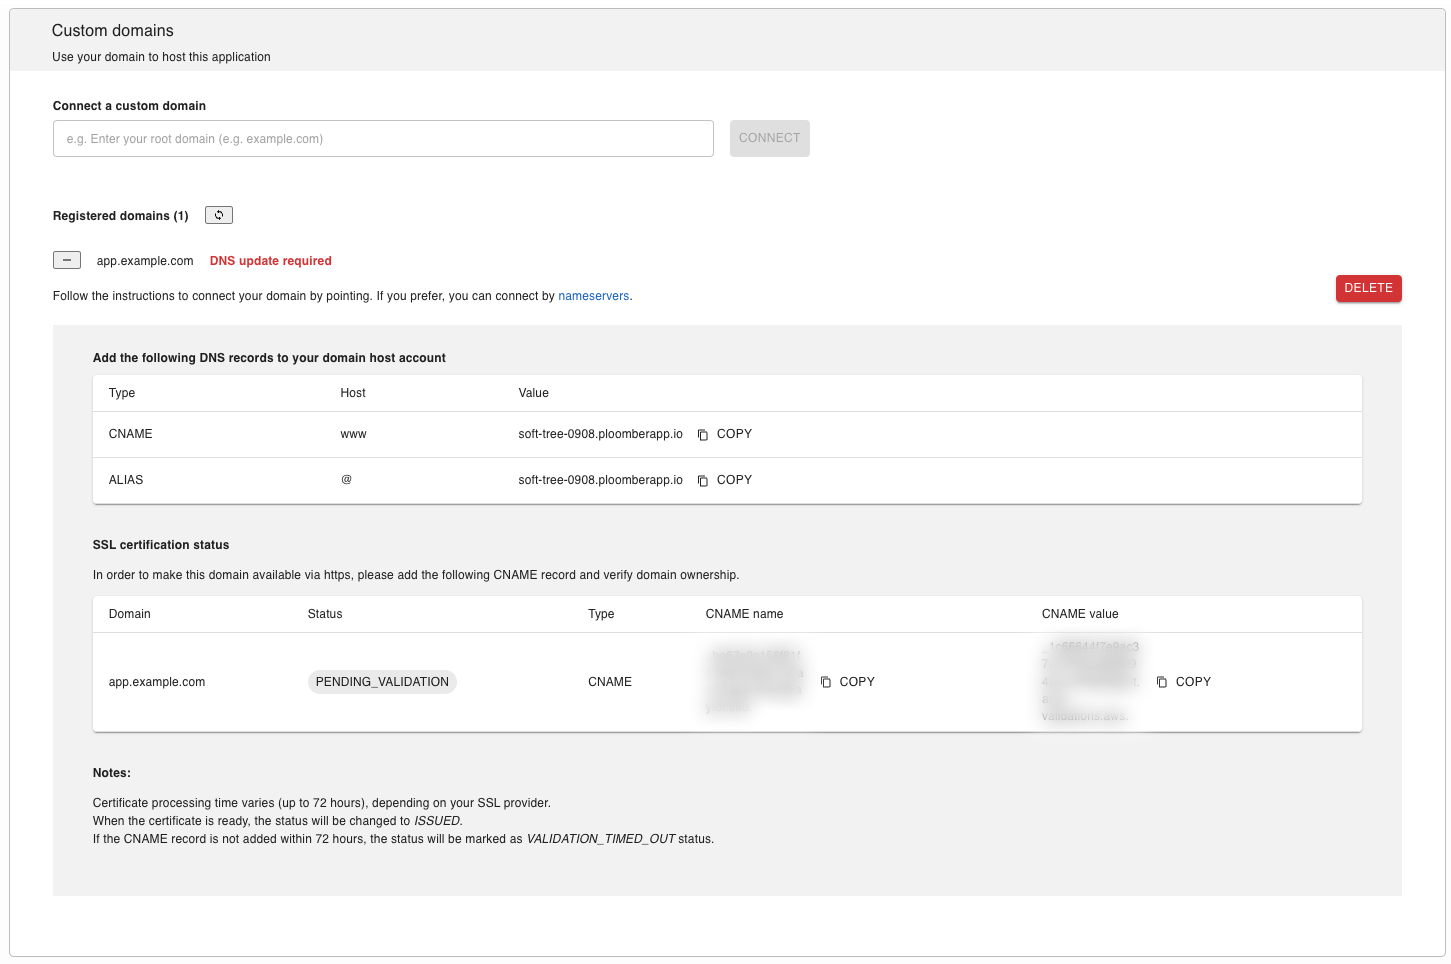 Custom domains
Use your domain to host this application
Connect a custom domain
e.g. Enter your root domain (e.g. example.com)
CONNECT
Registered domains (1)
app.example.com DNS update required
Follow the instructions to connect your domain by pointing. If you prefer, you can connect by nameservers.
DELETE
Add the following DNS records to your domain host account
Type Host Value
CNAME www soft-tree-0908.ploomberapp.io COPY
ALIAS @ soft-tree-0908.ploomberapp.io COPY
SSL certification status
In order to make this domain available via https, please add the following CNAME record and verify domain ownership.
Domain Status Type CNAME name CNAME value
app.example.com PENDING_VALIDATION CNAME COPY COPY
validations.aws.
Notes:
Certificate processing time varies (up to 72 hours), depending on your SSL provider.
When the certificate is ready, the status will be changed to ISSUED.
If the CNAME record is not added within 72 hours, the status will be marked as VALIDATION_TIMED_OUT status.